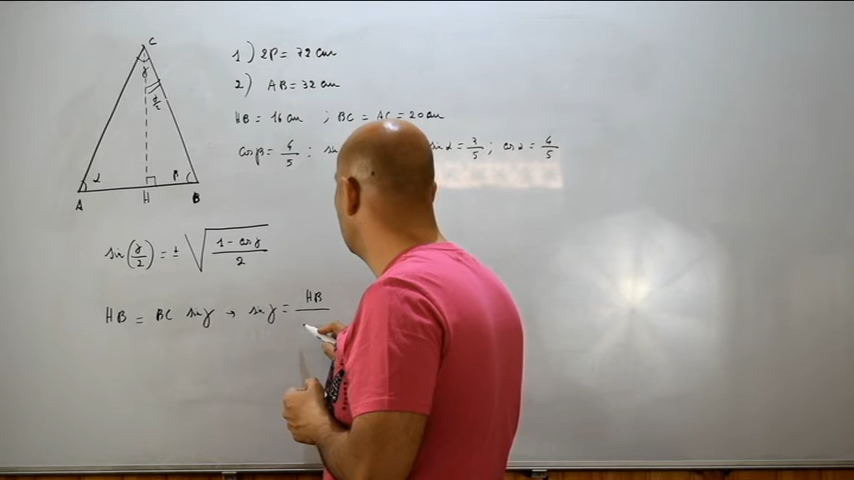 C
γ
γ/2
α
β
A
H
B
1) 2P = 72 cm
2) AB = 32 cm
HB = 16 cm ; BC = AC = 20 cm
cos β = 4/5 ; sin α = 3/5 ; cos α = 4/5
sin(γ/2) = ± √((1 - cos γ)/2)
HB = BC sin γ → sin γ = HB